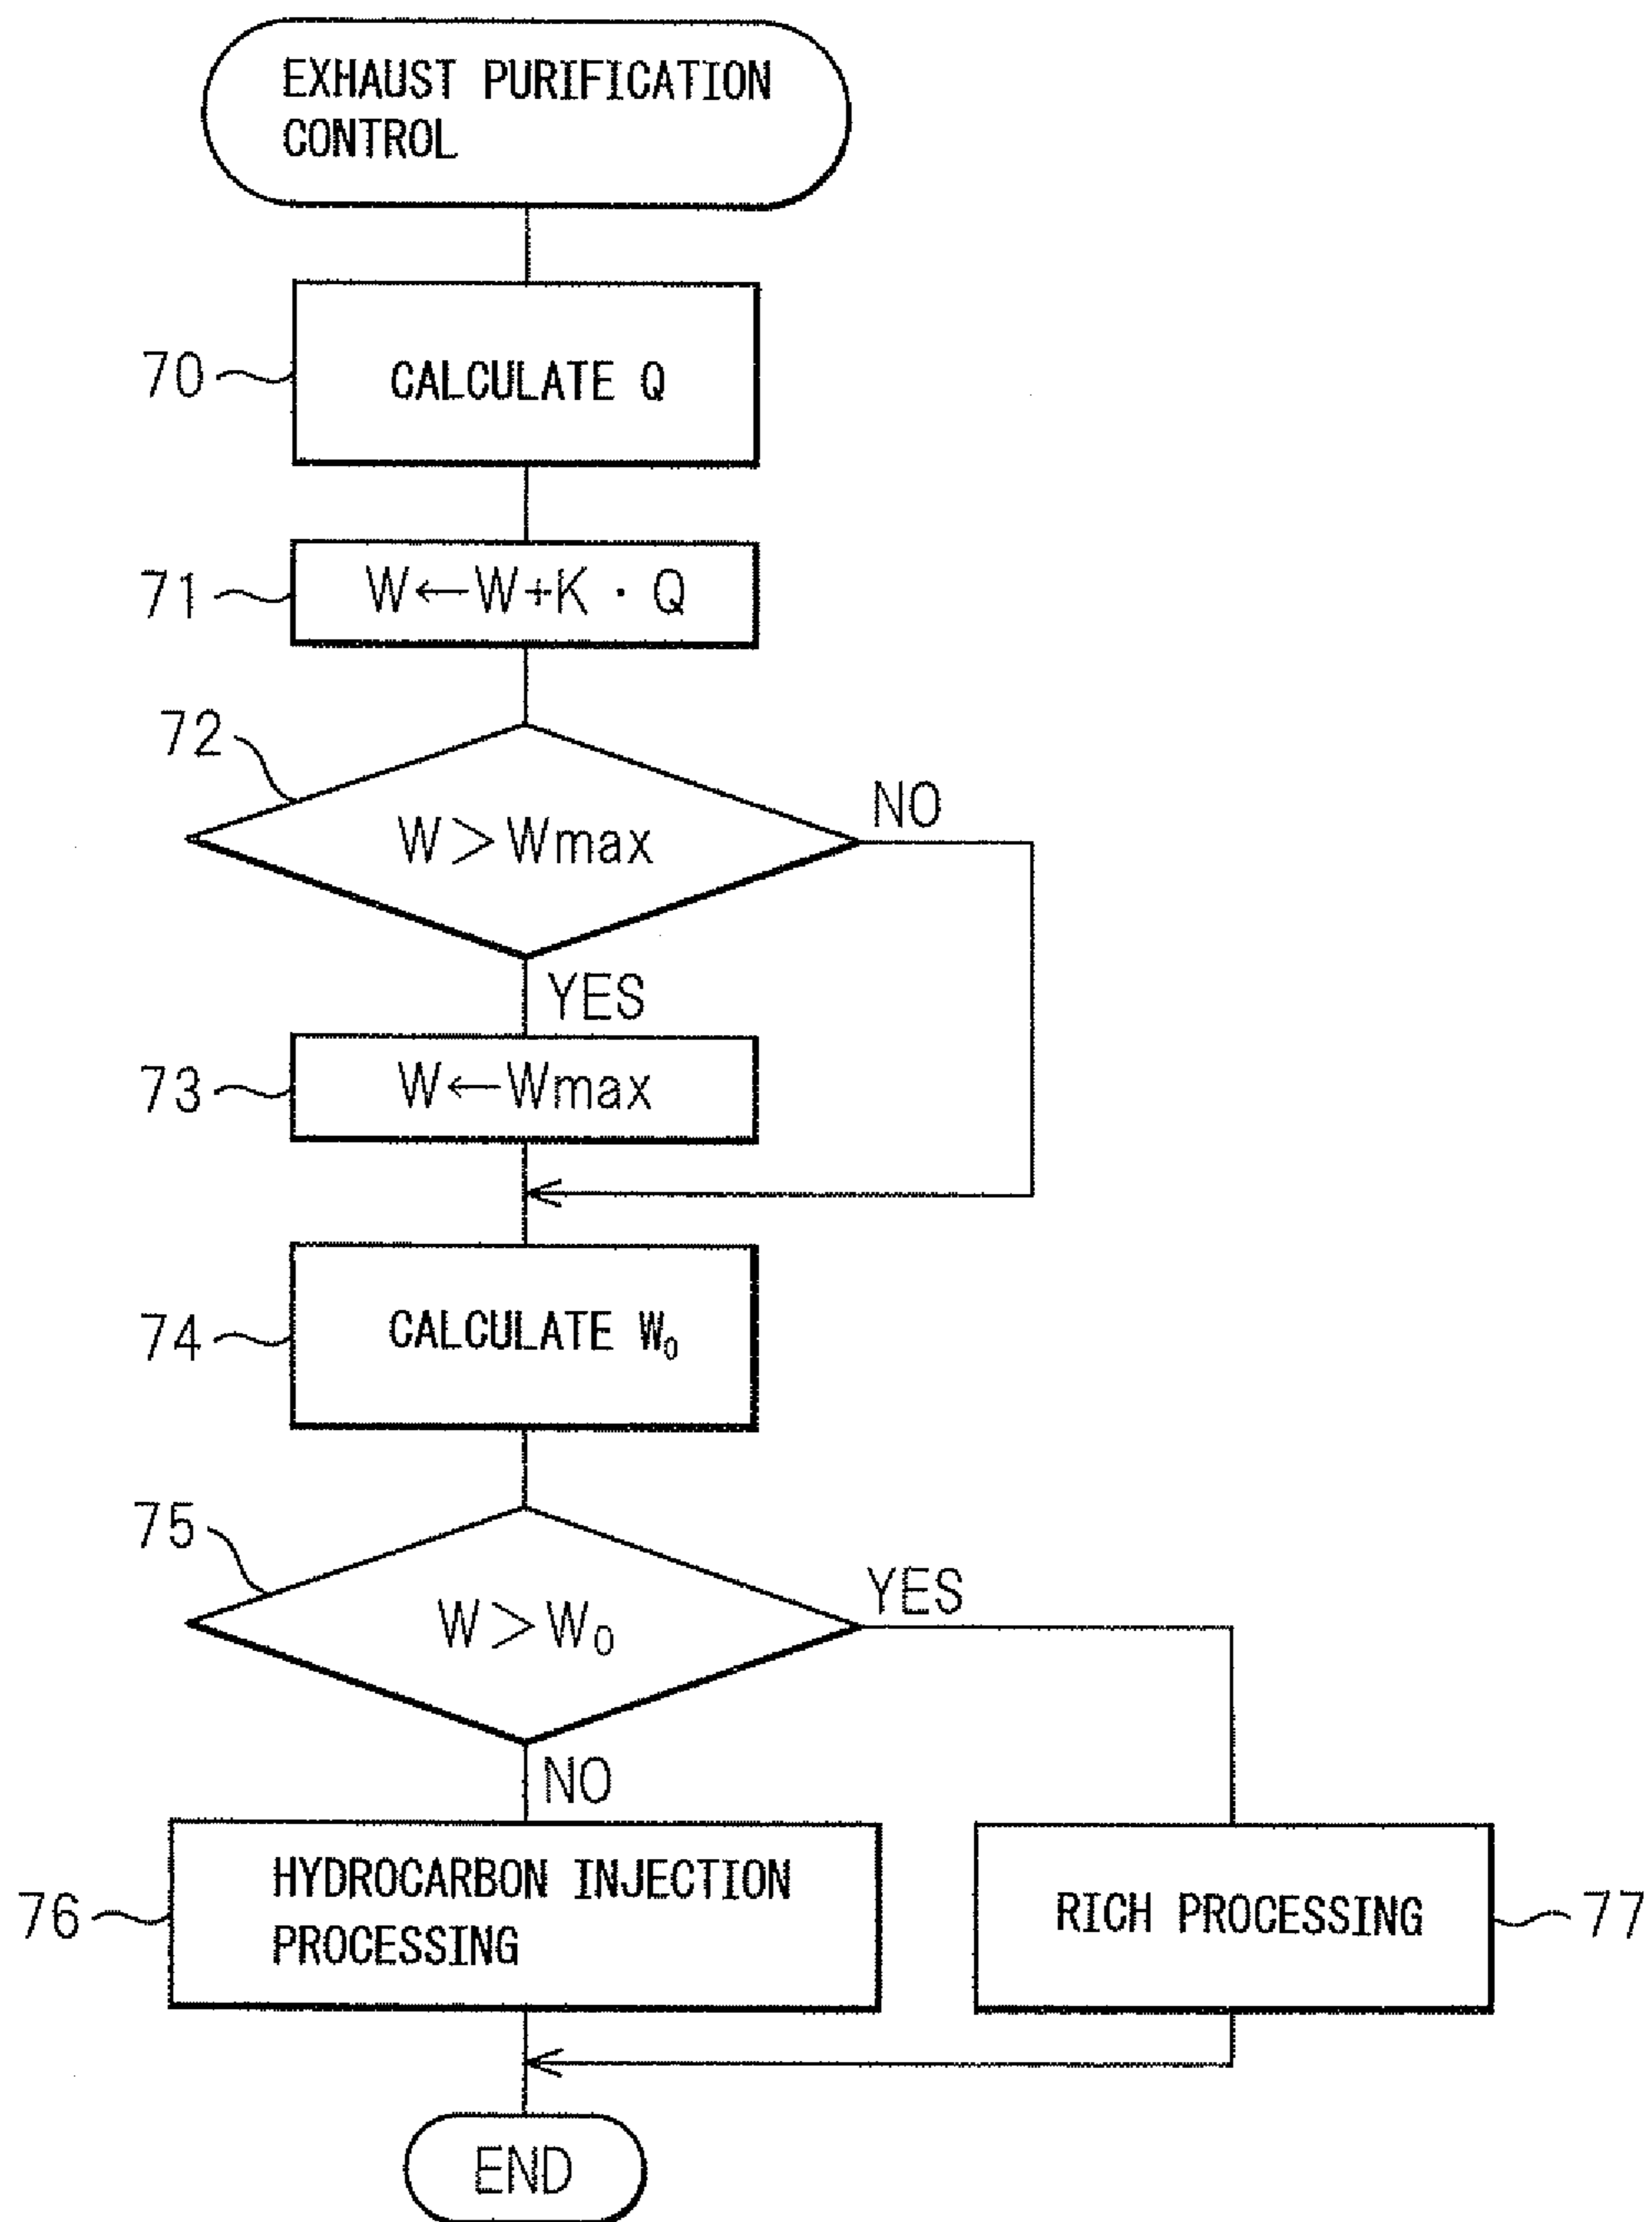 EXHAUST PURIFICATION
CONTROL
70
CALCULATE Q
71
W←W+K・Q
72
W>Wmax
NO
YES
73
W←Wmax
74
CALCULATE W₀
75
W>W₀
YES
NO
76
HYDROCARBON INJECTION
PROCESSING
RICH PROCESSING
77
END